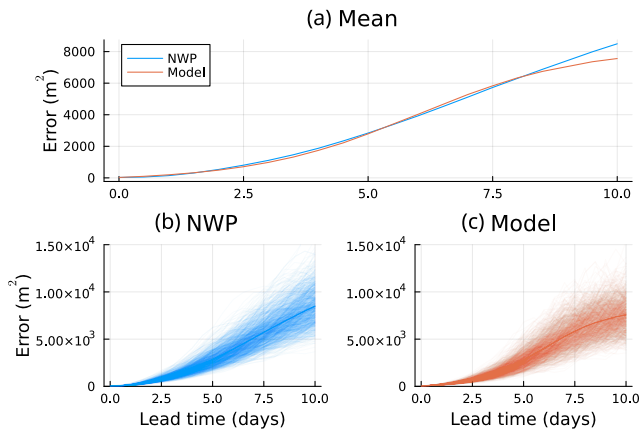 (a) Mean
NWP
Model
Error (m²)
8000
6000
4000
2000
0
0.0 2.5 5.0 7.5 10.0
(b) NWP
(c) Model
Error (m²)
1.50×10⁴
1.00×10⁴
5.00×10³
0
0.0 2.5 5.0 7.5 10.0
Lead time (days)
1.50×10⁴
1.00×10⁴
5.00×10³
0
0.0 2.5 5.0 7.5 10.0
Lead time (days)